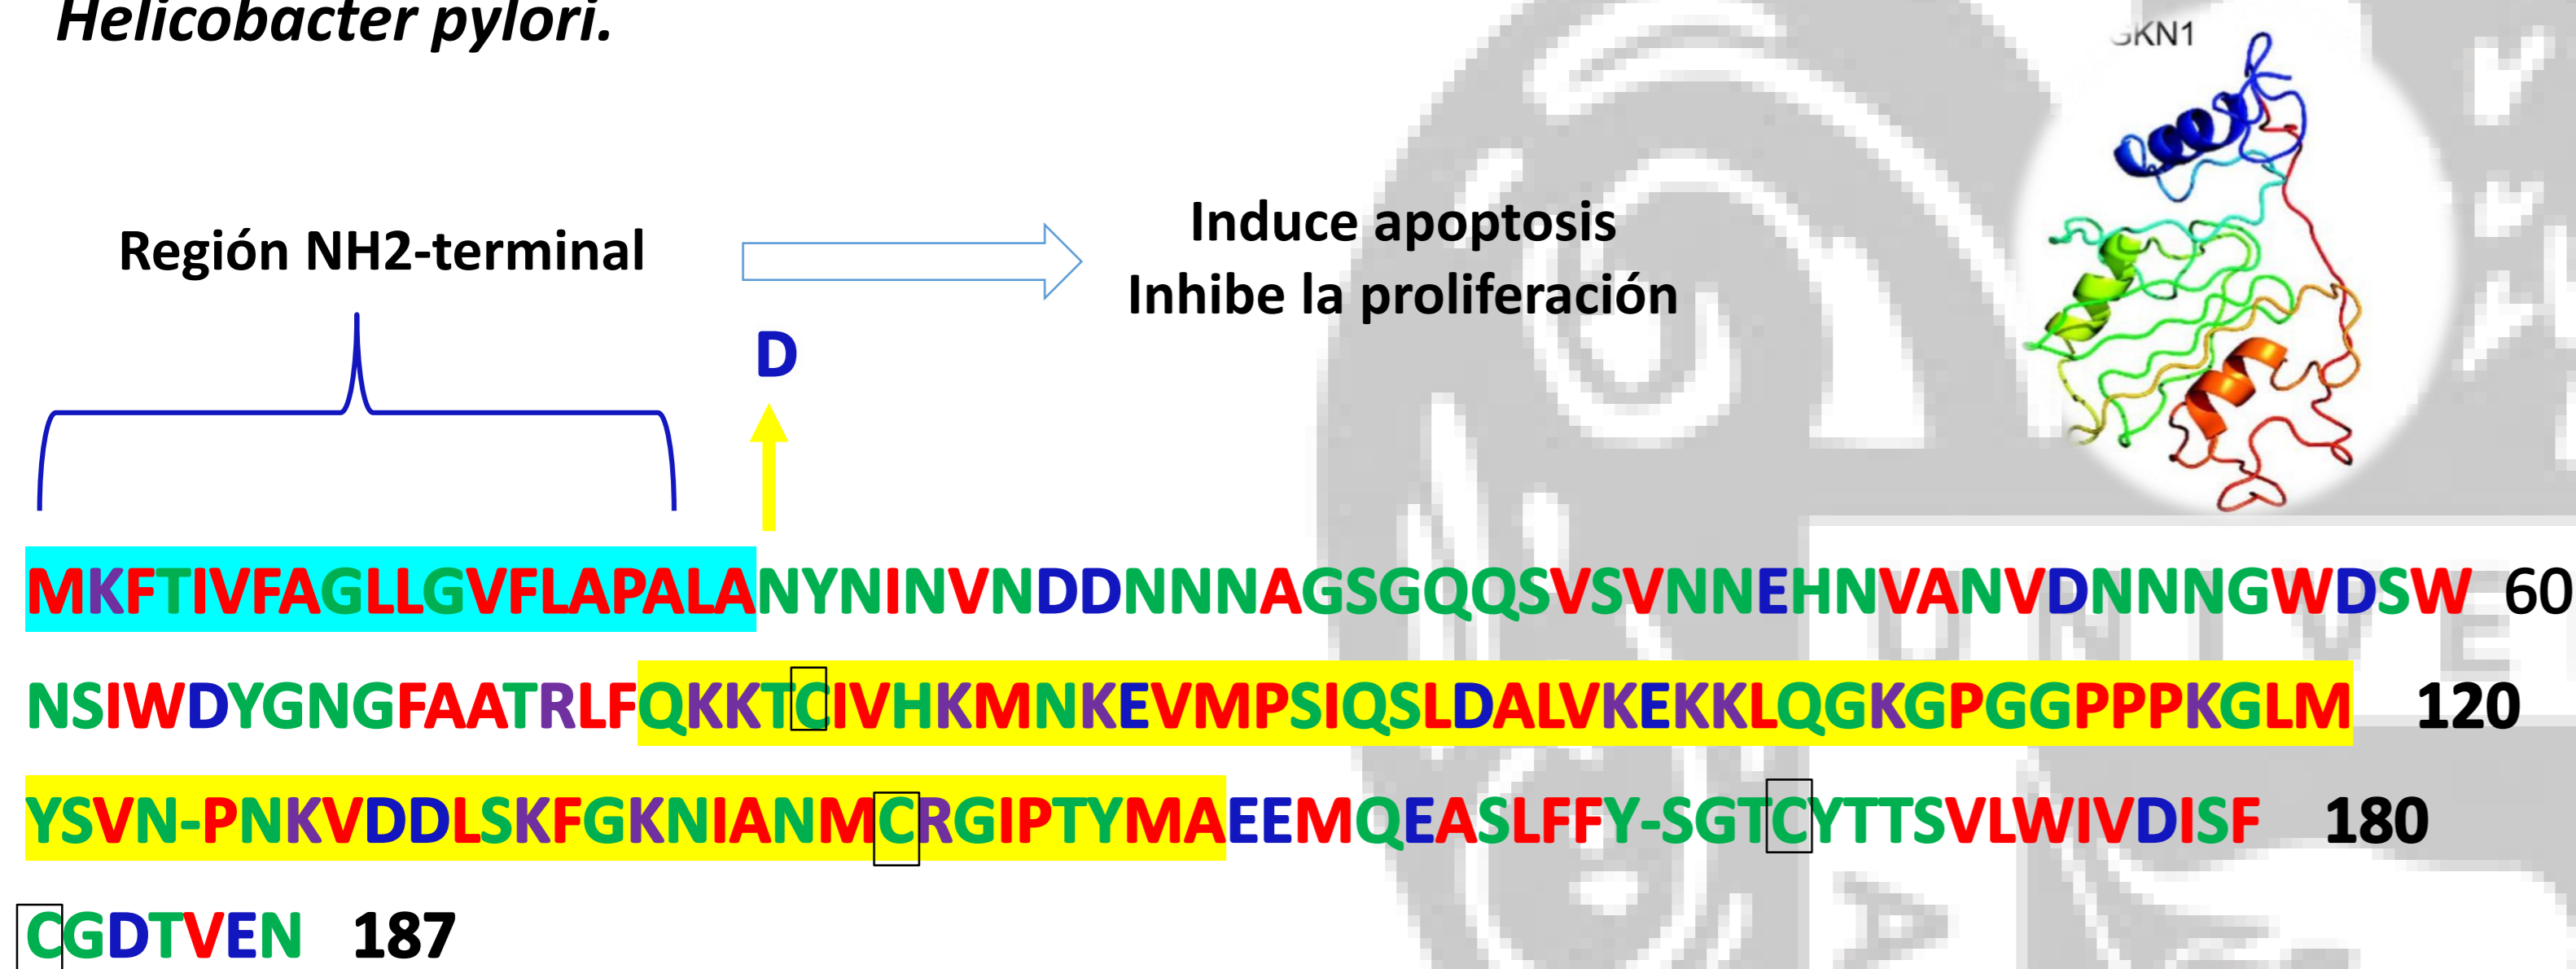 Helicobacter pylori.
GKN1
Región NH2-terminal
Induce apoptosis
Inhibe la proliferación
D
MKFTIVFAGLLGVFLAPALANYNINVNDDNNNAGSGQQSVSVNNEHNVANVDNNNGWDSW 60
NSIWDYGNGFAATRLFQKKTCIVHKMNKEVMPSIQSLDALVKEKKLQGKGPGGPPPKGLM 120
YSVN-PNKVDDLSKFGKNIANMCRGIPTYMAEEMQEASLFFY-SGTCYTTSVLWIVDISF 180
CGDTVEN 187
UNIVE
A